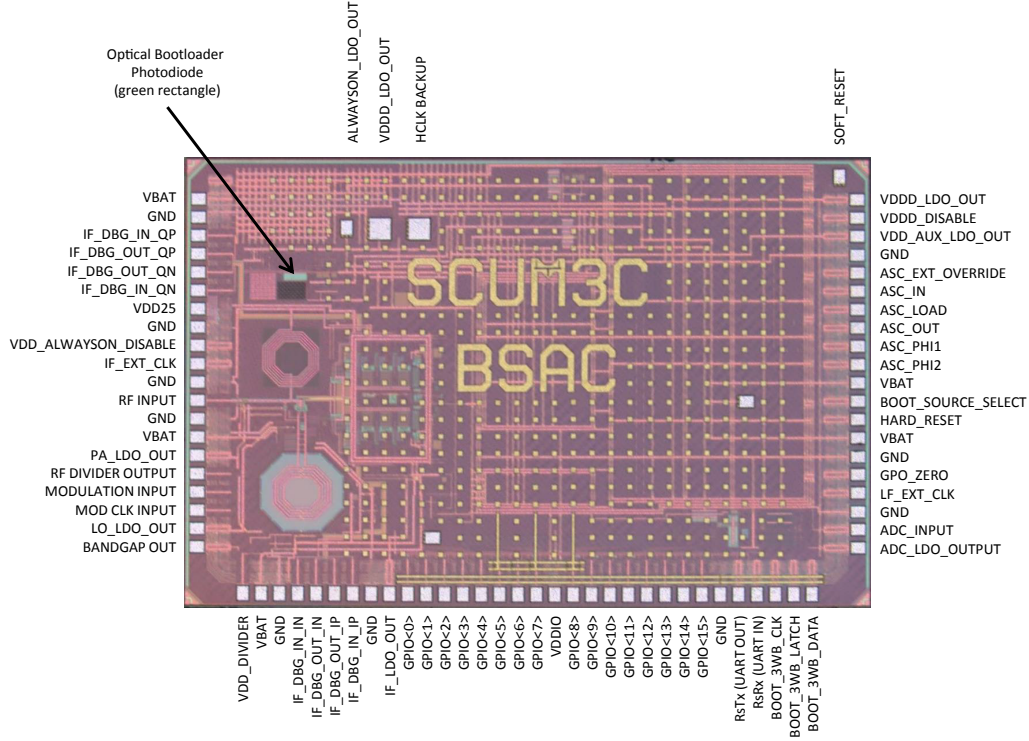 Optical Bootloader
Photodiode
(green rectangle)
ALWAYSON_LDO_OUT
VDDD_LDO_OUT
HCLK BACKUP
SOFT_RESET
VBAT
GND
IF_DBG_IN_QP
IF_DBG_OUT_QP
IF_DBG_OUT_QN
IF_DBG_IN_QN
VDD25
GND
VDD_ALWAYSON_DISABLE
IF_EXT_CLK
GND
RF INPUT
GND
VBAT
PA_LDO_OUT
RF DIVIDER OUTPUT
MODULATION INPUT
MOD CLK INPUT
LO_LDO_OUT
BANDGAP OUT
SCUM3C
BSAC
VDDD_LDO_OUT
VDDD_DISABLE
VDD_AUX_LDO_OUT
GND
ASC_EXT_OVERRIDE
ASC_IN
ASC_LOAD
ASC_OUT
ASC_PHI1
ASC_PHI2
VBAT
BOOT_SOURCE_SELECT
HARD_RESET
VBAT
GND
GPO_ZERO
LF_EXT_CLK
GND
ADC_INPUT
ADC_LDO_OUTPUT
VDD_DIVIDER
VBAT
GND
IF_DBG_IN_IN
IF_DBG_OUT_IN
IF_DBG_OUT_IP
IF_DBG_IN_IP
GND
IF_LDO_OUT
GPIO<0>
GPIO<1>
GPIO<2>
GPIO<3>
GPIO<4>
GPIO<5>
GPIO<6>
GPIO<7>
VDDIO
GPIO<8>
GPIO<9>
GPIO<10>
GPIO<11>
GPIO<12>
GPIO<13>
GPIO<14>
GPIO<15>
GND
RsTx (UART OUT)
RsRx (UART IN)
BOOT_3WB_CLK
BOOT_3WB_LATCH
BOOT_3WB_DATA